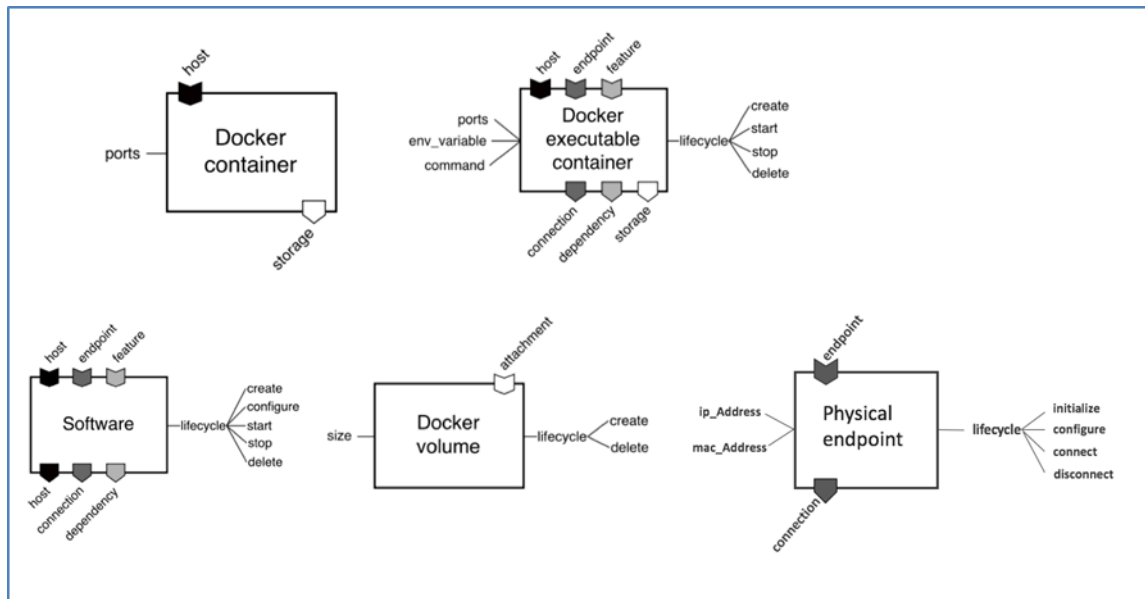 host
ports
Docker
container
storage
host
endpoint
feature
ports
env_variable
command
Docker
executable
container
lifecycle
create
start
stop
delete
connection
dependency
storage
host
endpoint
feature
Software
lifecycle
create
configure
start
stop
delete
host
connection
dependency
attachment
size
Docker
volume
lifecycle
create
delete
endpoint
ip_Address
mac_Address
Physical
endpoint
lifecycle
initialize
configure
connect
disconnect
connection